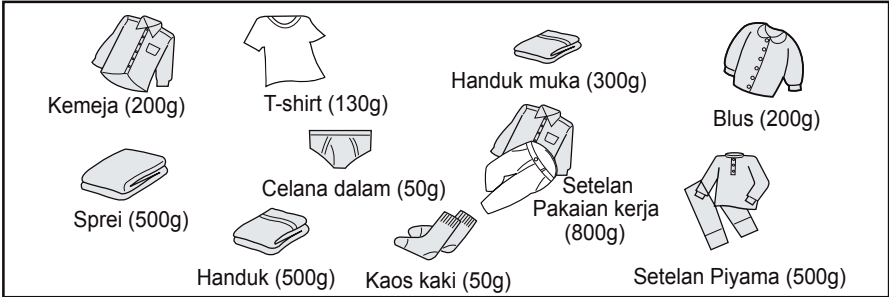 Kemeja (200g)
T-shirt (130g)
Handuk muka (300g)
Blus (200g)
Sprei (500g)
Celana dalam (50g)
Setelan
Pakaian kerja
(800g)
Handuk (500g)
Kaos kaki (50g)
Setelan Piyama (500g)